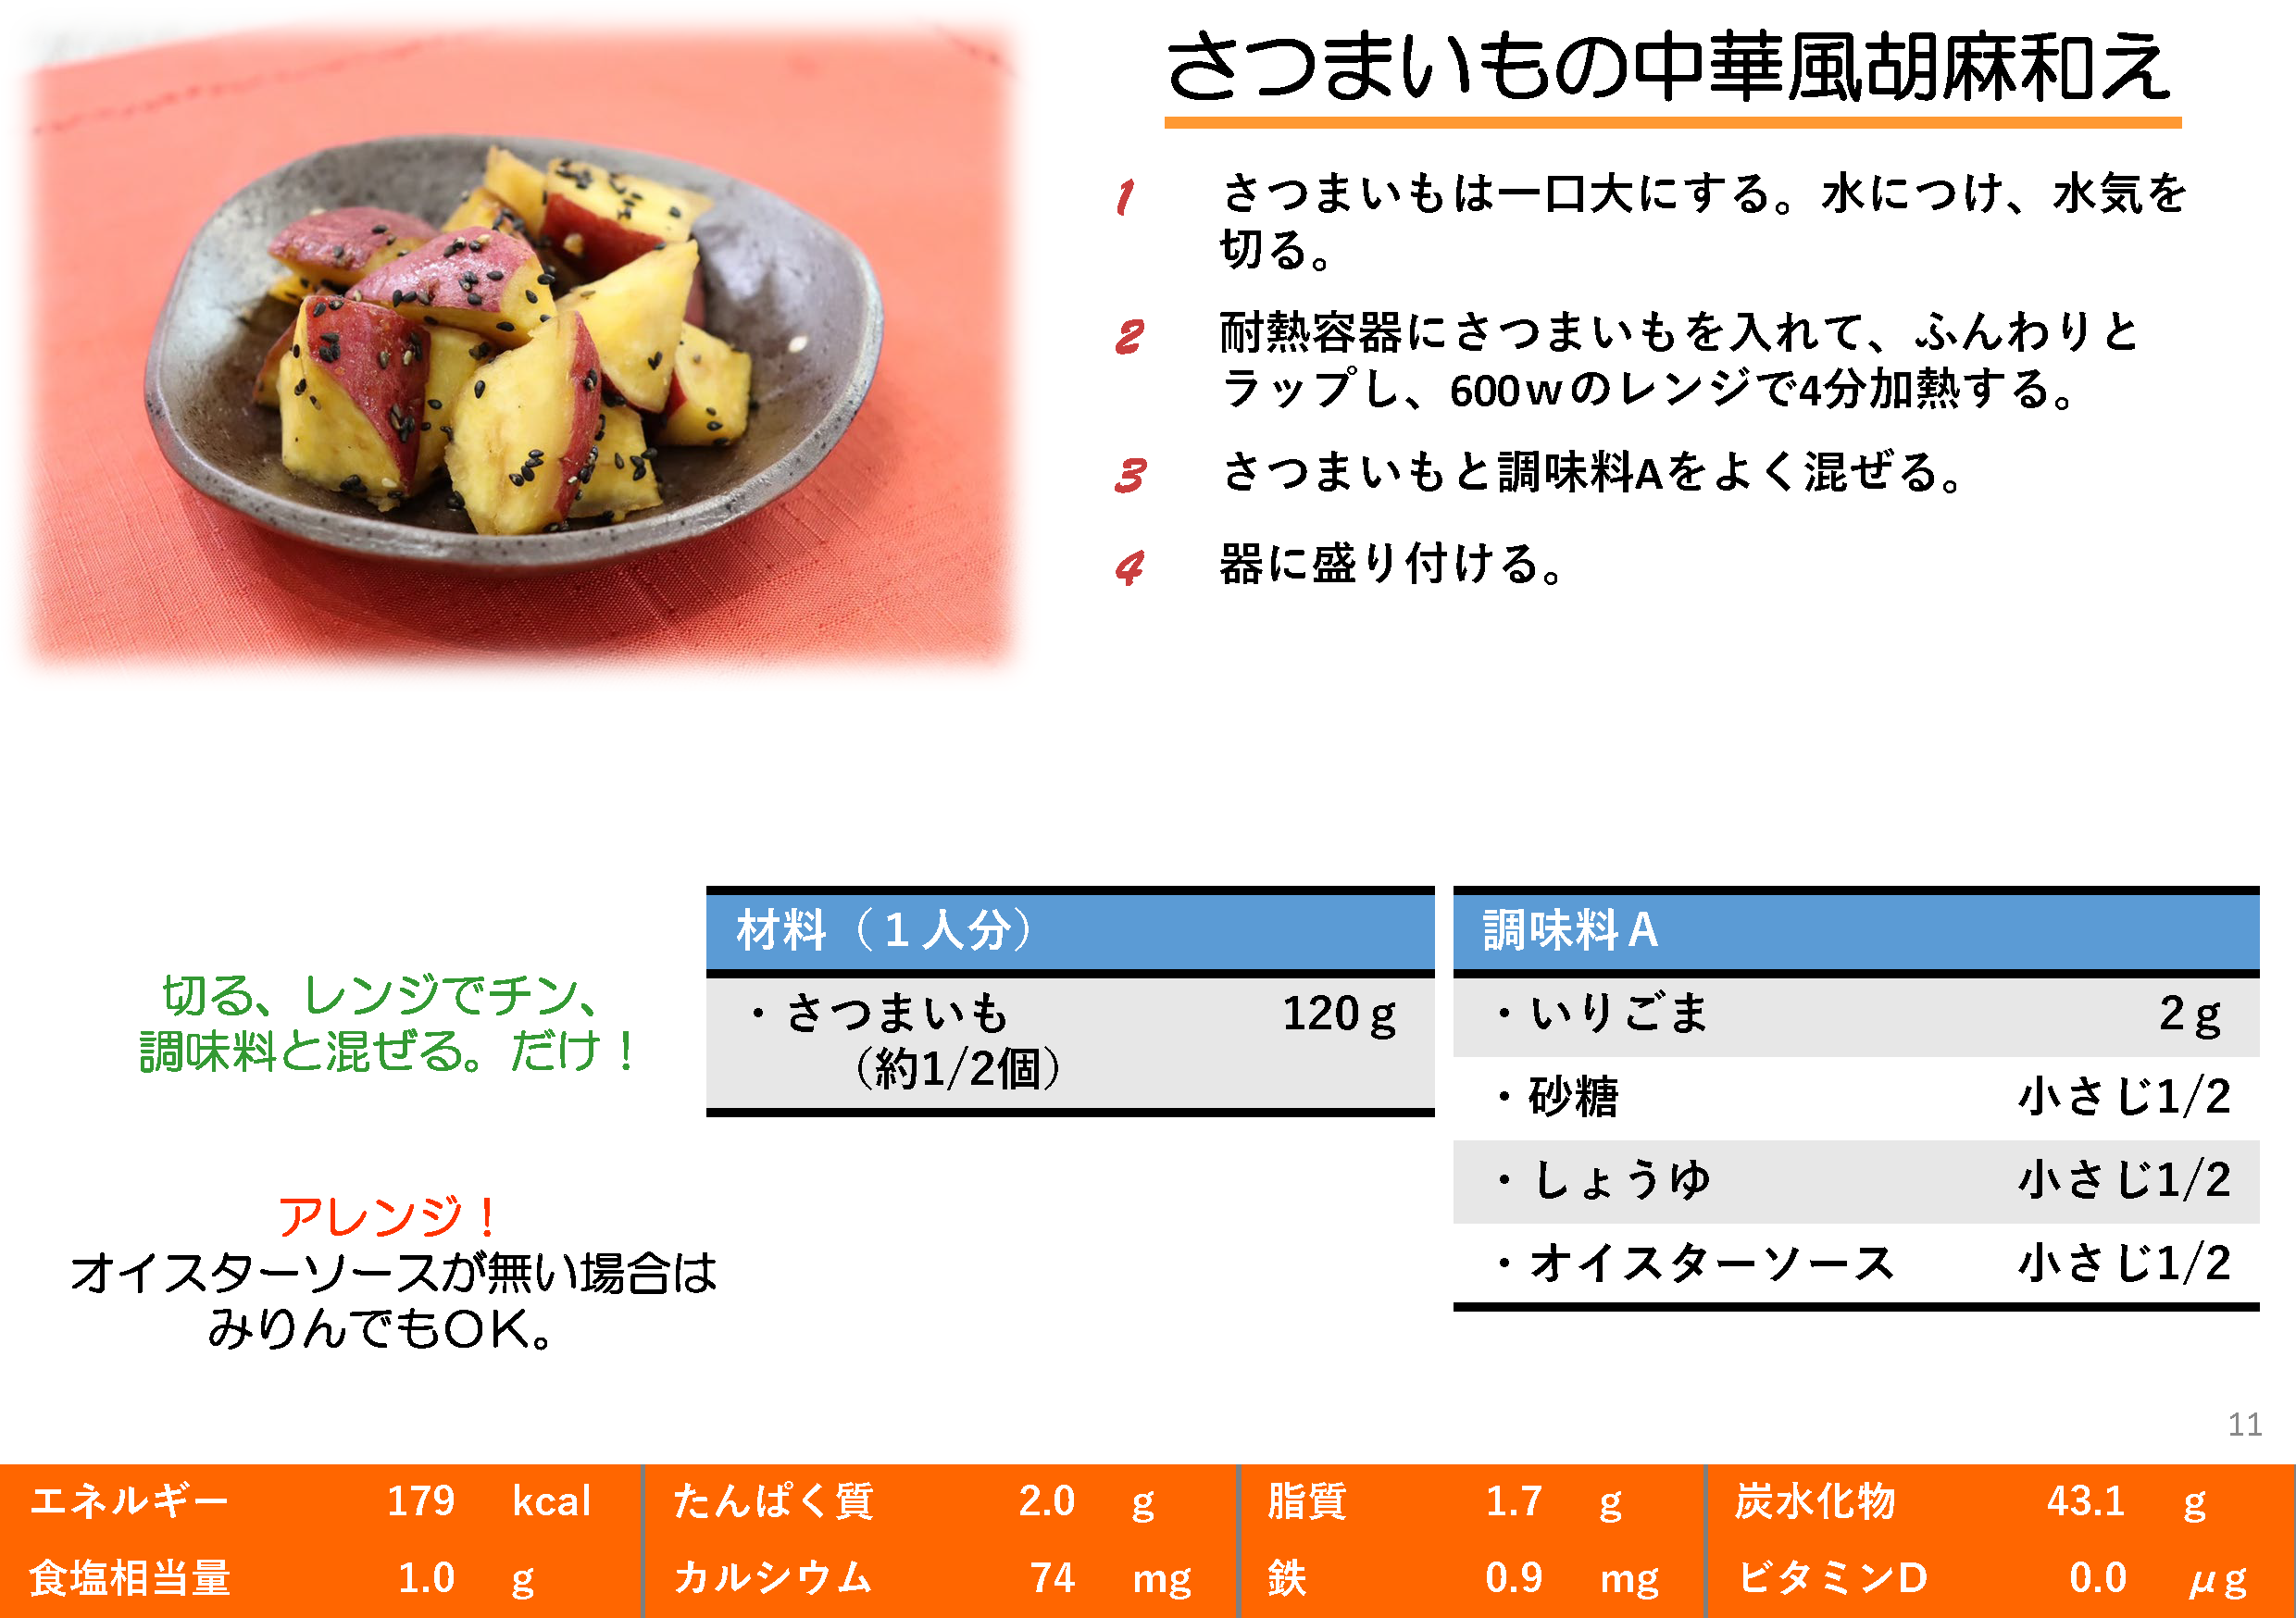 さつまいもの中華風胡麻和え
1 さつまいもは一口大にする。水につけ、水気を
切る。
2 耐熱容器にさつまいもを入れて、ふんわりと
ラップし、600ｗのレンジで4分加熱する。
3 さつまいもと調味料Aをよく混ぜる。
4 器に盛り付ける。
切る、レンジでチン、
調味料と混ぜる。だけ！
アレンジ！
オイスターソースが無い場合は
みりんでもＯＫ。
材料（１人分）
・さつまいも 120ｇ
（約1/2個）
調味料Ａ
・いりごま 2ｇ
・砂糖 小さじ1/2
・しょうゆ 小さじ1/2
・オイスターソース 小さじ1/2
11
エネルギー 179 kcal たんぱく質 2.0 g 脂質 1.7 g 炭水化物 43.1 g
食塩相当量 1.0 g カルシウム 74 mg 鉄 0.9 mg ビタミンD 0.0 μg